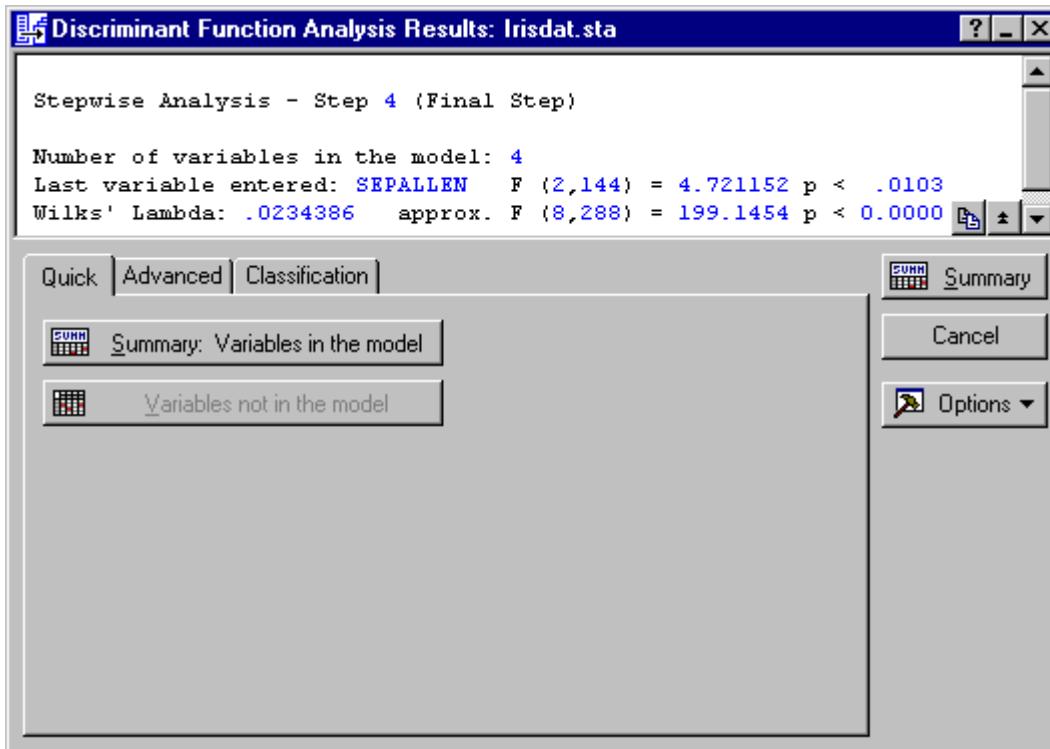 Discriminant Function Analysis Results: Irisdat.sta
Stepwise Analysis - Step 4 (Final Step)
Number of variables in the model: 4
Last variable entered: SEPALLEN F (2,144) = 4.721152 p < .0103
Wilks' Lambda: .0234386 approx. F (8,288) = 199.1454 p < 0.0000
Quick Advanced Classification
Summary
Summary: Variables in the model
Cancel
Variables not in the model
Options